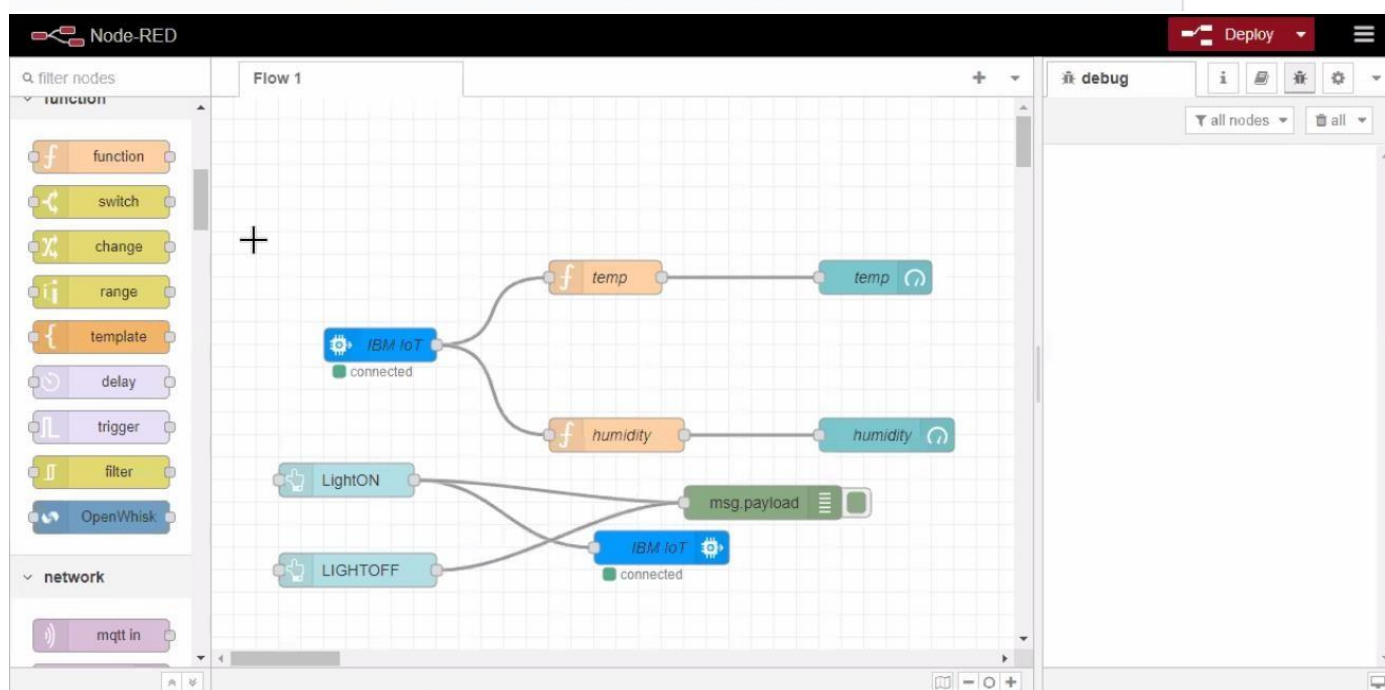 Node-RED
Deploy
filter nodes
Flow 1
debug
i
all nodes
all
function
function
switch
change
range
template
delay
trigger
filter
OpenWhisk
network
mqtt in
temp
temp
IBM IoT
connected
humidity
humidity
LightON
msg.payload
IBM IoT
connected
LIGHTOFF